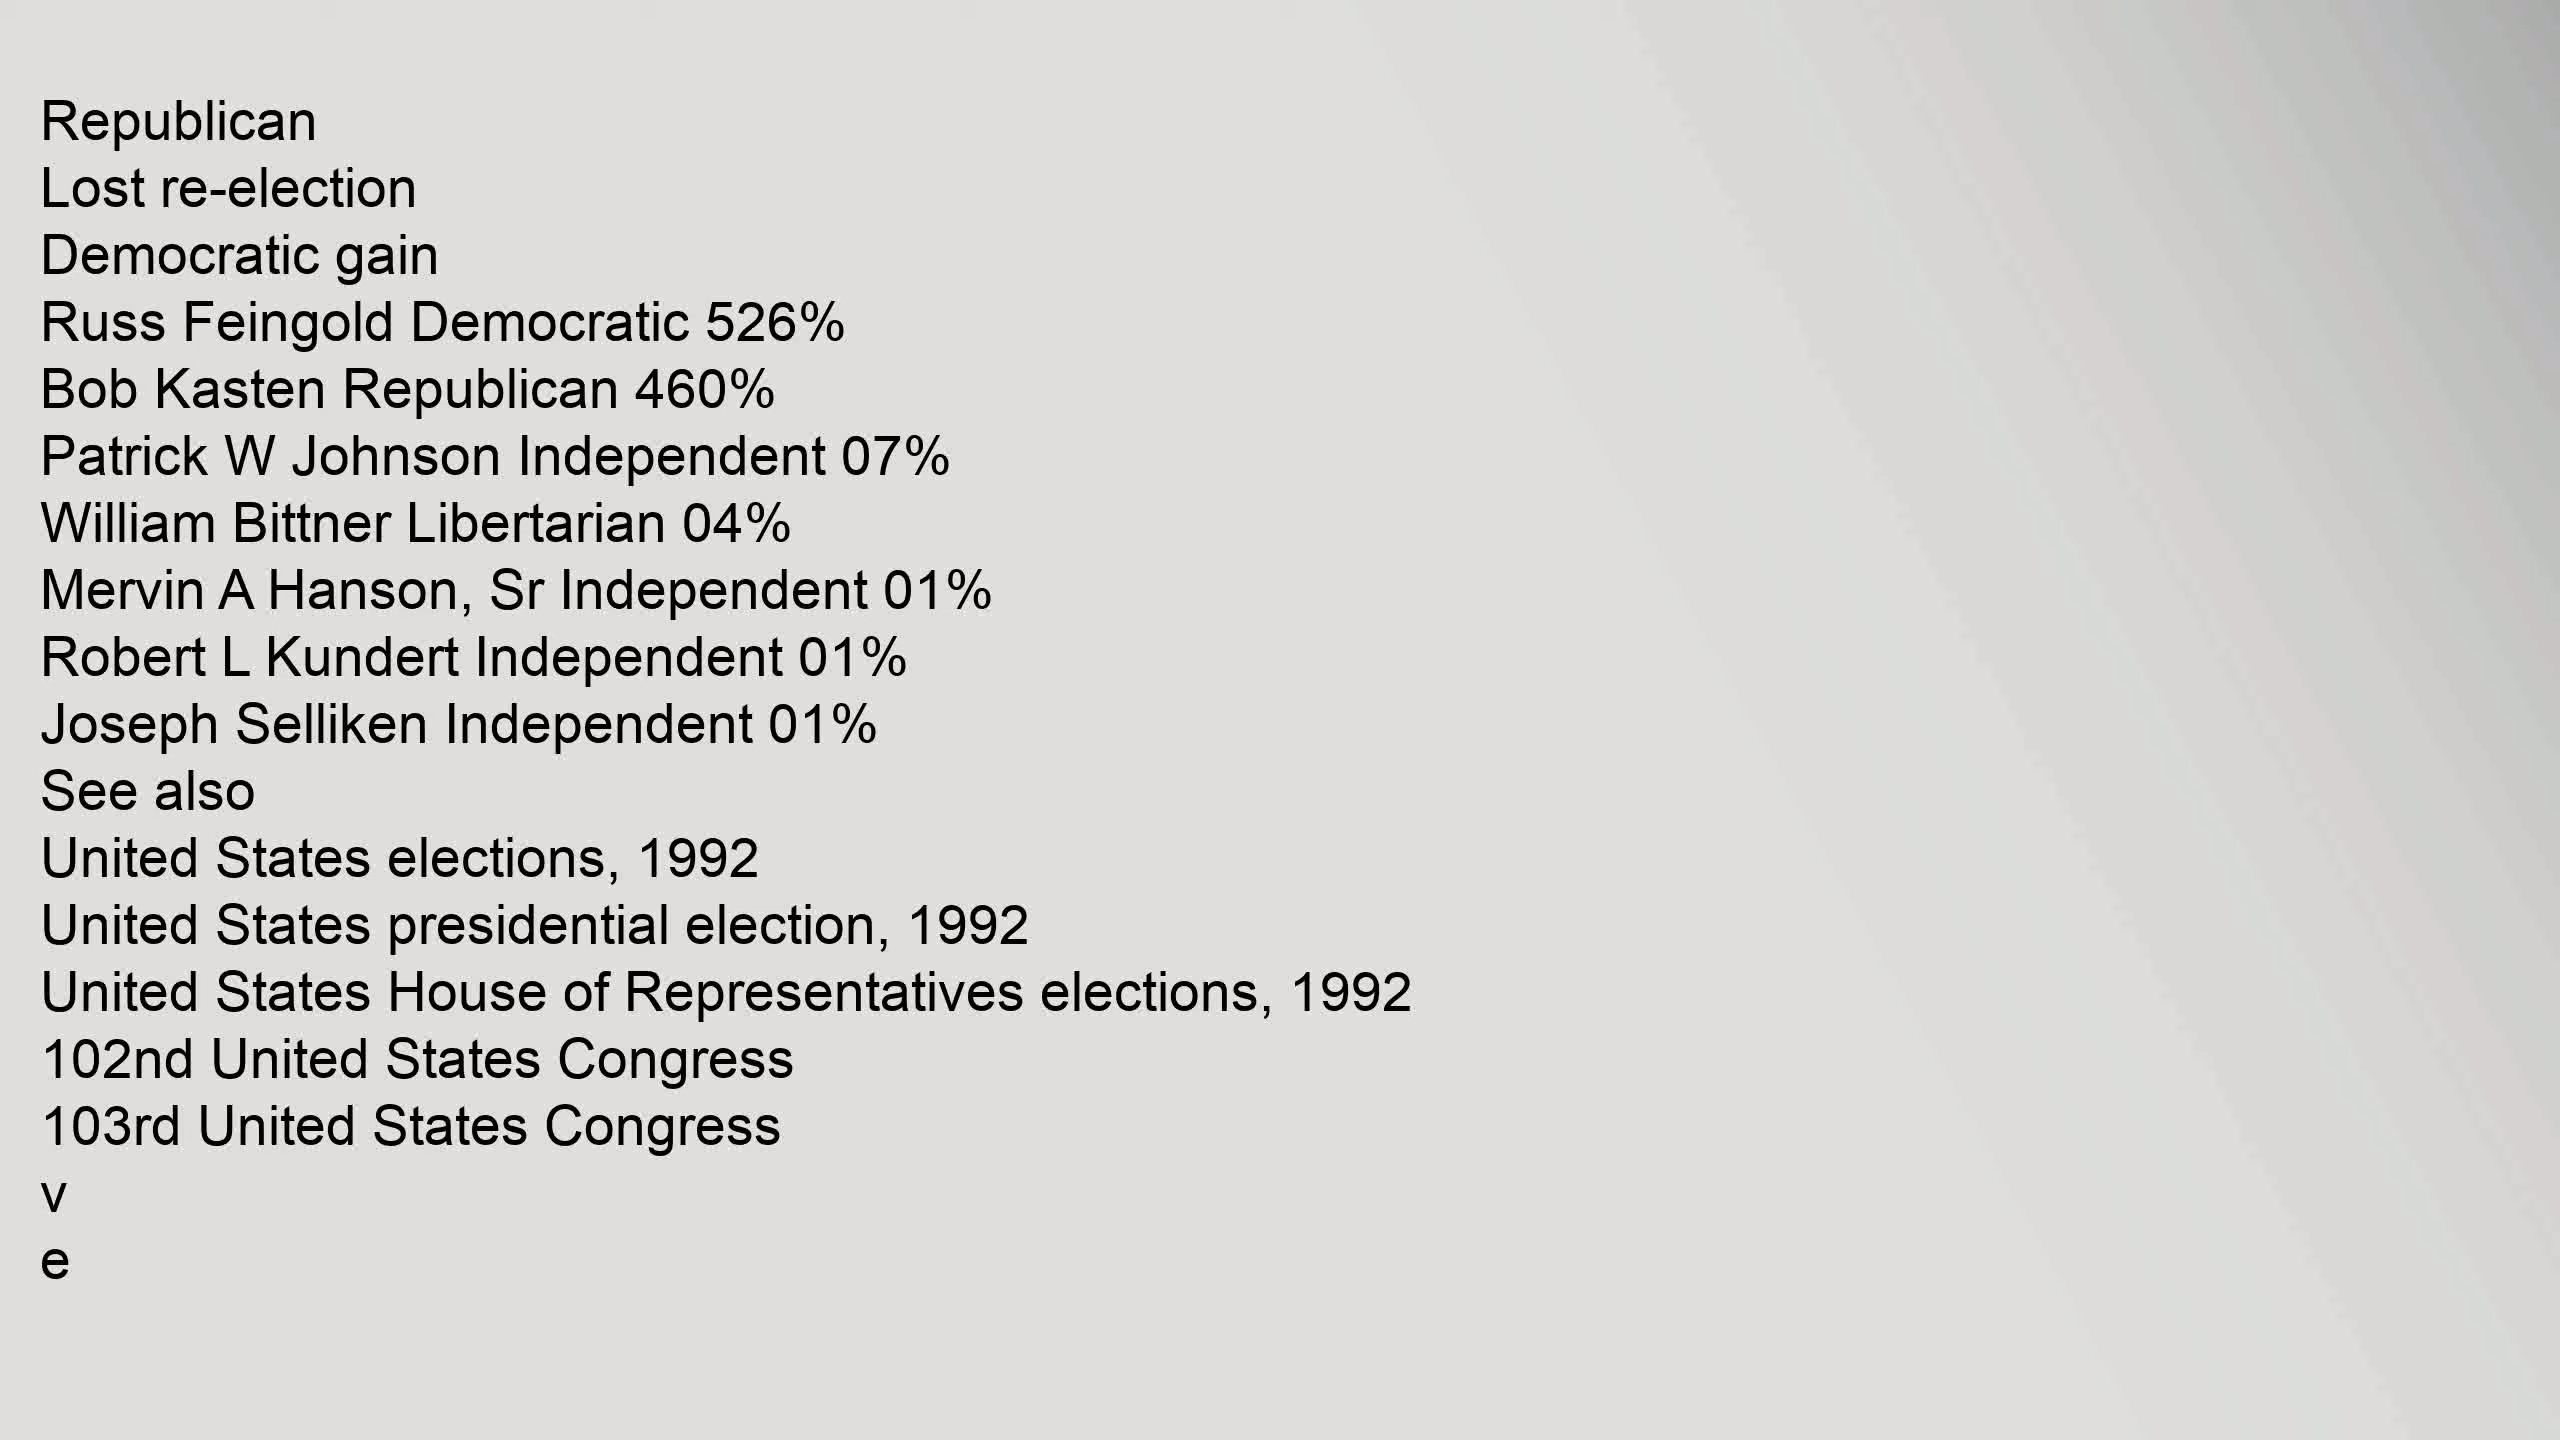 Republican
Lost re-election
Democratic gain
Russ Feingold Democratic 526%
Bob Kasten Republican 460%
Patrick W Johnson Independent 07%
William Bittner Libertarian 04%
Mervin A Hanson, Sr Independent 01%
Robert L Kundert Independent 01%
Joseph Selliken Independent 01%
See also
United States elections, 1992
United States presidential election, 1992
United States House of Representatives elections, 1992
102nd United States Congress
103rd United States Congress
v
e